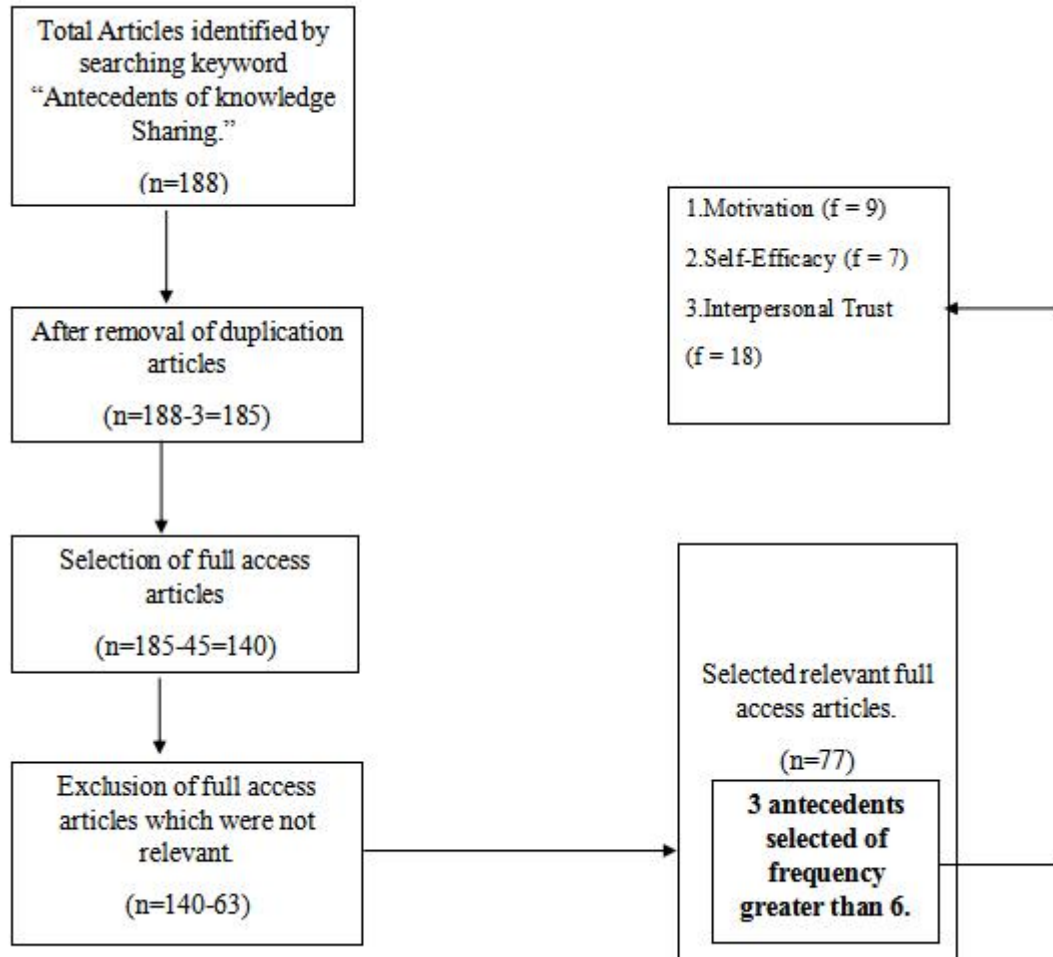 Total Articles identified by
searching keyword
“Antecedents of knowledge
Sharing.”
(n=188)
After removal of duplication
articles
(n=188-3=185)
Selection of full access
articles
(n=185-45=140)
Exclusion of full access
articles which were not
relevant.
(n=140-63)
Selected relevant full
access articles.
(n=77)
3 antecedents
selected of
frequency
greater than 6.
1.Motivation (f = 9)
2.Self-Efficacy (f = 7)
3.Interpersonal Trust
(f = 18)